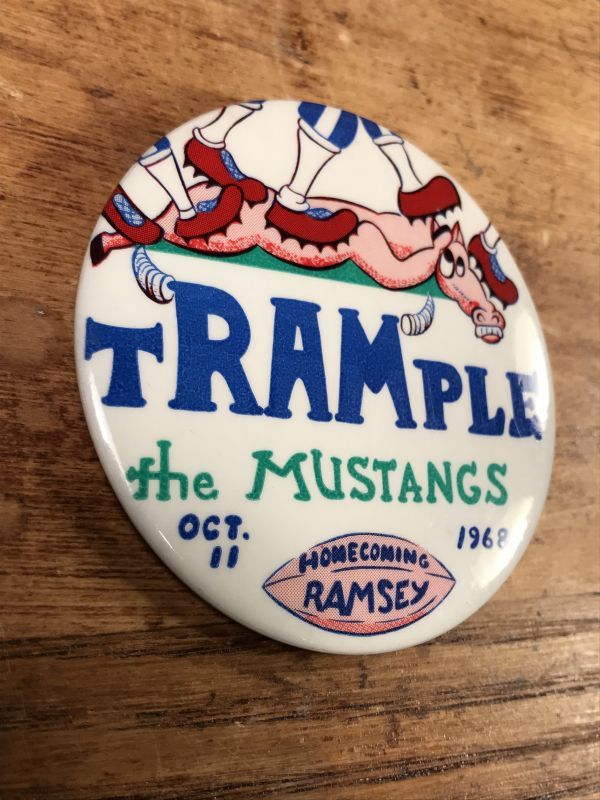 TRAMPLE
the MUSTANGS
OCT.
11
1968
HOMECOMING
RAMSEY